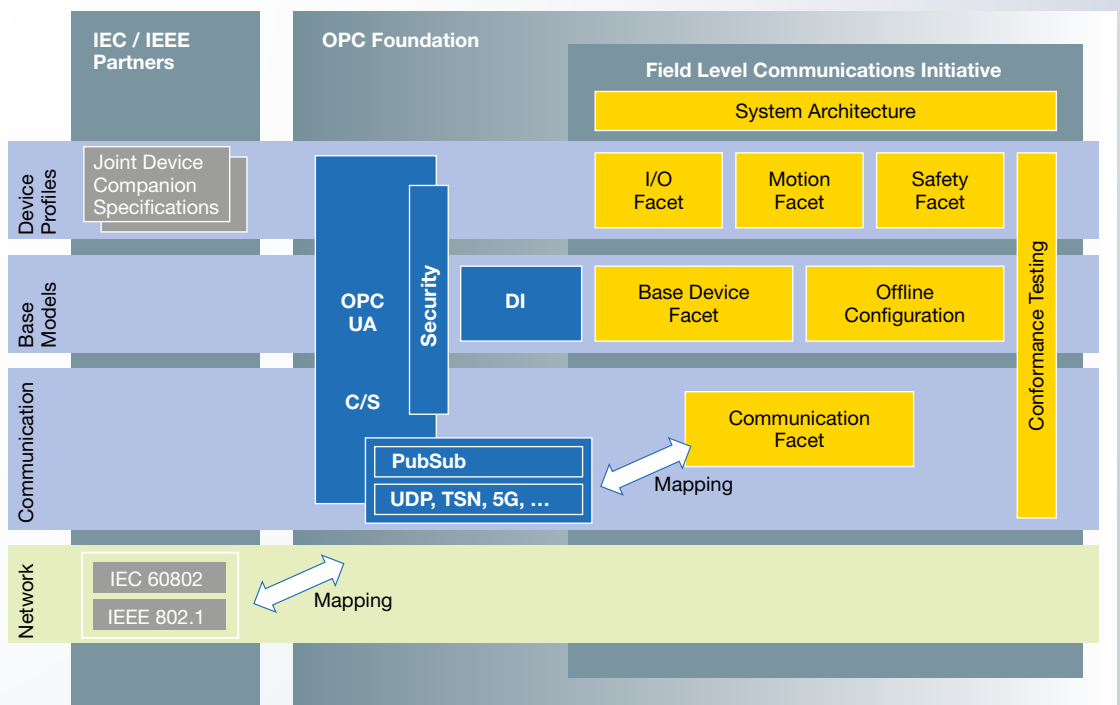 IEC / IEEE
Partners
OPC Foundation
Field Level Communications Initiative
System Architecture
Device
Profiles
Joint Device
Companion
Specifications
I/O
Facet
Motion
Facet
Safety
Facet
Conformance Testing
Base
Models
OPC
UA
Security
DI
Base Device
Facet
Offline
Configuration
Communication
C/S
Communication
Facet
PubSub
UDP, TSN, 5G, …
Mapping
Network
IEC 60802
IEEE 802.1
Mapping